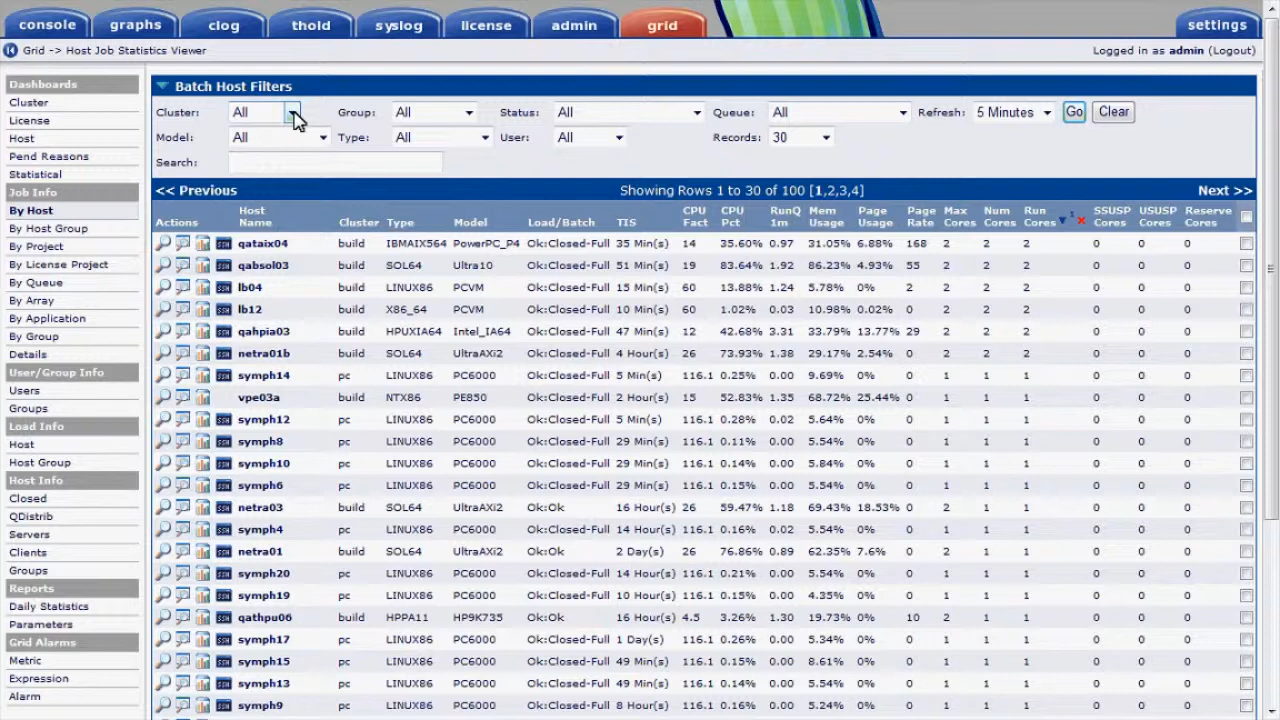 console graphs clog thold syslog license admin grid settings
Grid -> Host Job Statistics Viewer Logged in as admin (Logout)
Dashboards
Cluster
License
Host
Pend Reasons
Statistical
Job Info
By Host
By Host Group
By Project
By License Project
By Queue
By Array
By Application
By Group
Details
User/Group Info
Users
Groups
Load Info
Host
Host Group
Host Info
Closed
QDistrib
Servers
Clients
Groups
Reports
Daily Statistics
Parameters
Grid Alarms
Metric
Expression
Alarm
Batch Host Filters
Cluster: All Group: All Status: All Queue: All Refresh: 5 Minutes Go Clear
Model: All Type: All User: All Records: 30
Search:
<< Previous Showing Rows 1 to 30 of 100 [1,2,3,4] Next >>
Actions Host Name Cluster Type Model Load/Batch TIS CPU Fact CPU Pct RunQ 1m Mem Usage Page Usage Page Rate Max Cores Num Cores Run Cores 1 SSUSP Cores USUSP Cores Reserve Cores
SSH qataix04 build IBMAIX564 PowerPC_P4 Ok:Closed-Full 35 Min(s) 14 35.60% 0.97 31.05% 6.88% 168 2 2 2 0 0 0
SSH qabsol03 build SOL64 Ultra10 Ok:Closed-Full 51 Min(s) 19 83.64% 1.92 86.23% 4.93% 55 2 2 2 0 0 0
SSH lb04 build LINUX86 PCVM Ok:Closed-Full 15 Min(s) 60 13.88% 1.24 5.78% 0% 2 2 2 2 0 0 0
SSH lb12 build X86_64 PCVM Ok:Closed-Full 10 Min(s) 60 1.02% 0.03 10.98% 0.02% 0 2 2 2 0 0 0
SSH qahpia03 build HPUXIA64 Intel_IA64 Ok:Closed-Full 47 Min(s) 12 42.68% 3.31 33.79% 13.77% 29 2 2 2 0 0 0
SSH netra01b build SOL64 UltraAXi2 Ok:Closed-Full 4 Hour(s) 26 73.93% 1.38 29.17% 2.54% 0 2 2 2 0 0 0
SSH symph14 pc LINUX86 PC6000 Ok:Closed-Full 5 Min(s) 116.1 0.25% 0.00 9.69% 0% 0 1 1 1 0 0 0
vpe03a build NTX86 PE850 Ok:Closed-Full 2 Hour(s) 15 52.83% 1.35 68.72% 25.44% 0 1 1 1 0 0 0
SSH symph12 pc LINUX86 PC6000 Ok:Closed-Full 5 Min(s) 116.1 0.28% 0.02 5.64% 0% 0 1 1 1 0 0 0
SSH symph8 pc LINUX86 PC6000 Ok:Closed-Full 29 Min(s) 116.1 0.11% 0.00 5.54% 0% 0 1 1 1 0 0 0
SSH symph10 pc LINUX86 PC6000 Ok:Closed-Full 29 Min(s) 116.1 0.14% 0.00 5.84% 0% 0 1 1 1 0 0 0
SSH symph6 pc LINUX86 PC6000 Ok:Closed-Full 29 Min(s) 116.1 0.15% 0.00 5.54% 0% 0 1 1 1 0 0 0
SSH netra03 build SOL64 UltraAXi2 Ok:Ok 16 Hour(s) 26 59.47% 1.18 69.43% 18.53% 0 2 1 1 0 0 0
SSH symph4 pc LINUX86 PC6000 Ok:Closed-Full 14 Hour(s) 116.1 0.16% 0.02 5.54% 0% 0 1 1 1 0 0 0
SSH netra01 build SOL64 UltraAXi2 Ok:Ok 2 Day(s) 26 76.86% 0.89 62.35% 7.6% 0 2 1 1 0 0 0
SSH symph20 pc LINUX86 PC6000 Ok:Closed-Full 14 Hour(s) 116.1 0.21% 0.00 5.54% 0% 0 1 1 1 0 0 0
SSH symph19 pc LINUX86 PC6000 Ok:Closed-Full 10 Hour(s) 116.1 0.15% 0.00 4.35% 0% 0 1 1 1 0 0 0
SSH qathpu06 build HPPA11 HP9K735 Ok:Ok 16 Hour(s) 4.5 3.26% 1.30 19.73% 0% 10 2 1 1 0 0 0
SSH symph17 pc LINUX86 PC6000 Ok:Closed-Full 1 Day(s) 116.1 0.26% 0.00 5.34% 0% 0 1 1 1 0 0 0
SSH symph15 pc LINUX86 PC6000 Ok:Closed-Full 49 Min(s) 116.1 0.15% 0.00 8.61% 0% 0 1 1 1 0 0 0
SSH symph13 pc LINUX86 PC6000 Ok:Closed-Full 49 Min(s) 116.1 0.14% 0.00 5.54% 0% 0 1 1 1 0 0 0
SSH symph9 pc LINUX86 PC6000 Ok:Closed-Full 8 Hour(s) 116.1 0.16% 0.00 5.24% 0% 0 1 1 1 0 0 0